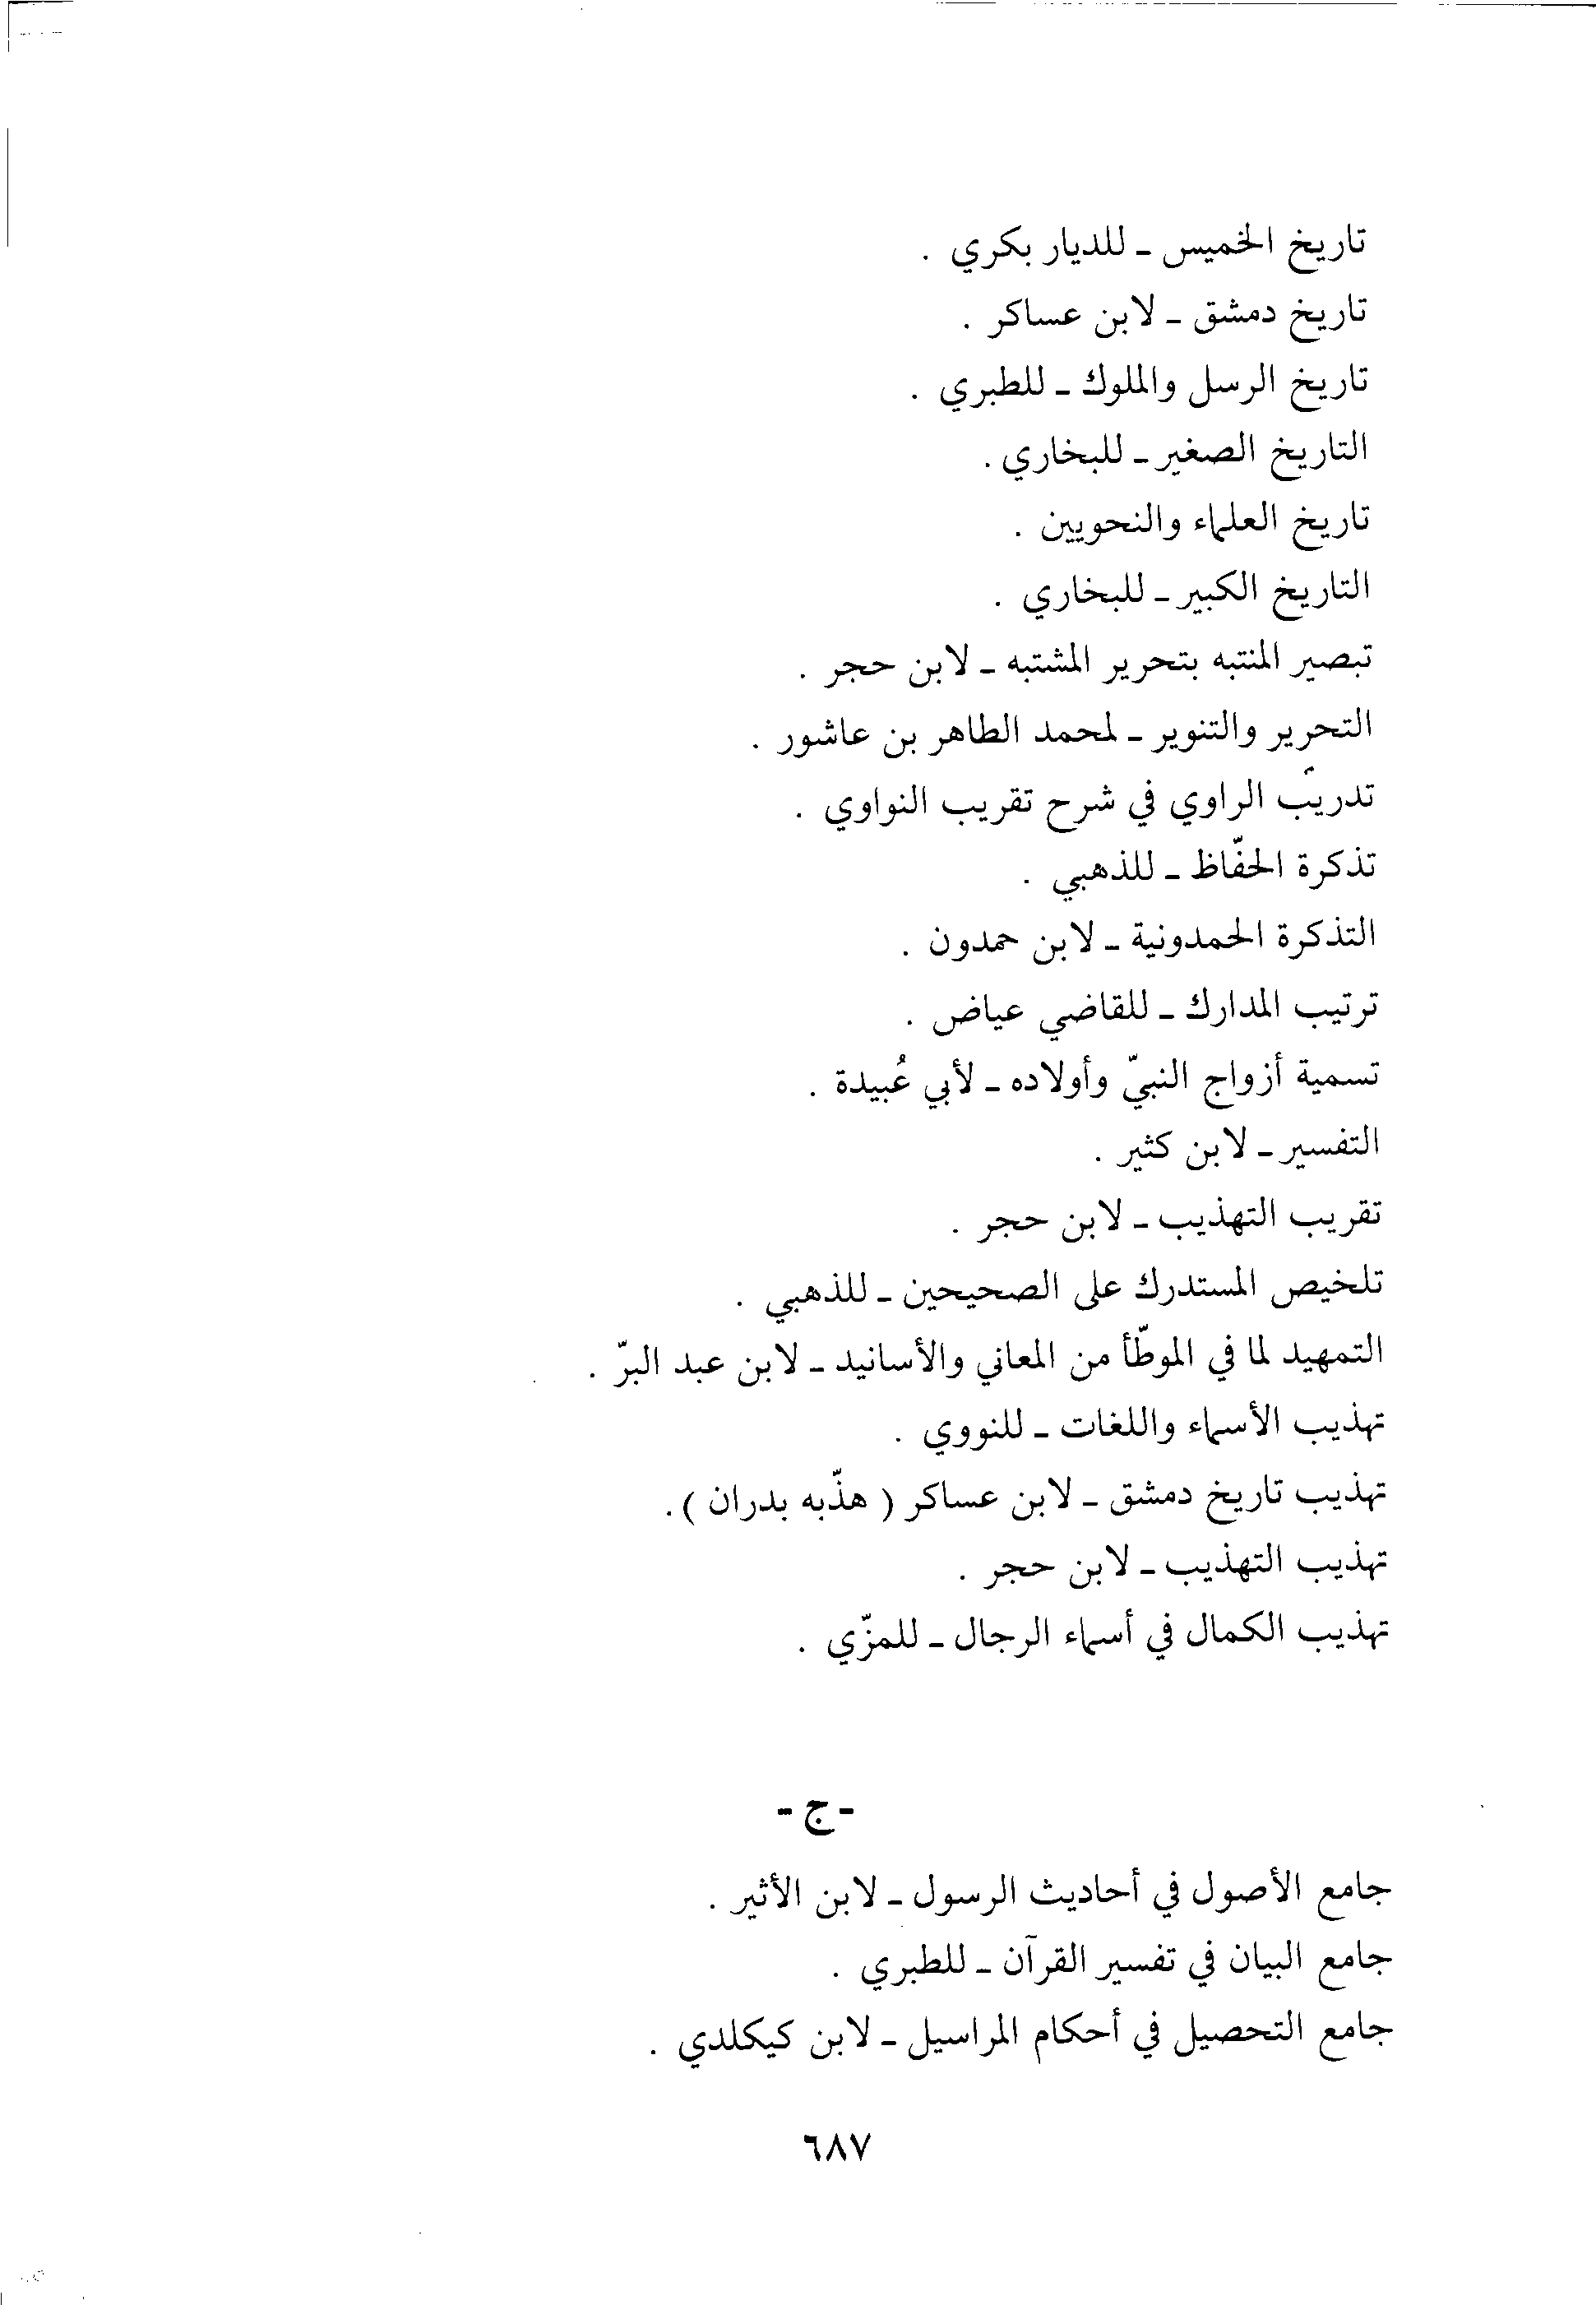 تاريخ الخميس ـ للديار بكري .
تاريخ دمشق ـ لابن عساكر .
تاريخ الرسل والملوك ـ للطبري .
التاريخ الصغير ـ للبخاري .
تاريخ العلماء والنحويين .
التاريخ الكبير ـ للبخاري .
تبصير المنتبه بتحرير المشتبه ـ لابن حجر .
التحرير والتنوير ـ لمحمد الطاهر بن عاشور .
تدريب الراوي في شرح تقريب النواوي .
تذكرة الحفّاظ ـ للذهبي .
التذكرة الحمدونية ـ لابن حمدون .
ترتيب المدارك ـ للقاضي عياض .
تسمية أزواج النبيّ وأولاده ـ لأبي عُبيدة .
التفسير ـ لابن كثير .
تقريب التهذيب ـ لابن حجر .
تلخيص المستدرك على الصحيحين ـ للذهبي .
التمهيد لما في الموطّأ من المعاني والأسانيد ـ لابن عبد البرّ .
تهذيب الأسماء واللغات ـ للنووي .
تهذيب تاريخ دمشق ـ لابن عساكر ( هذّبه بدران ) .
تهذيب التهذيب ـ لابن حجر .
تهذيب الكمال في أسماء الرجال ـ للمزّي .
- ج -
جامع الأصول في أحاديث الرسول ـ لابن الأثير .
جامع البيان في تفسير القرآن ـ للطبري .
جامع التحصيل في أحكام المراسيل ـ لابن كيكلدي .
٦٨٧